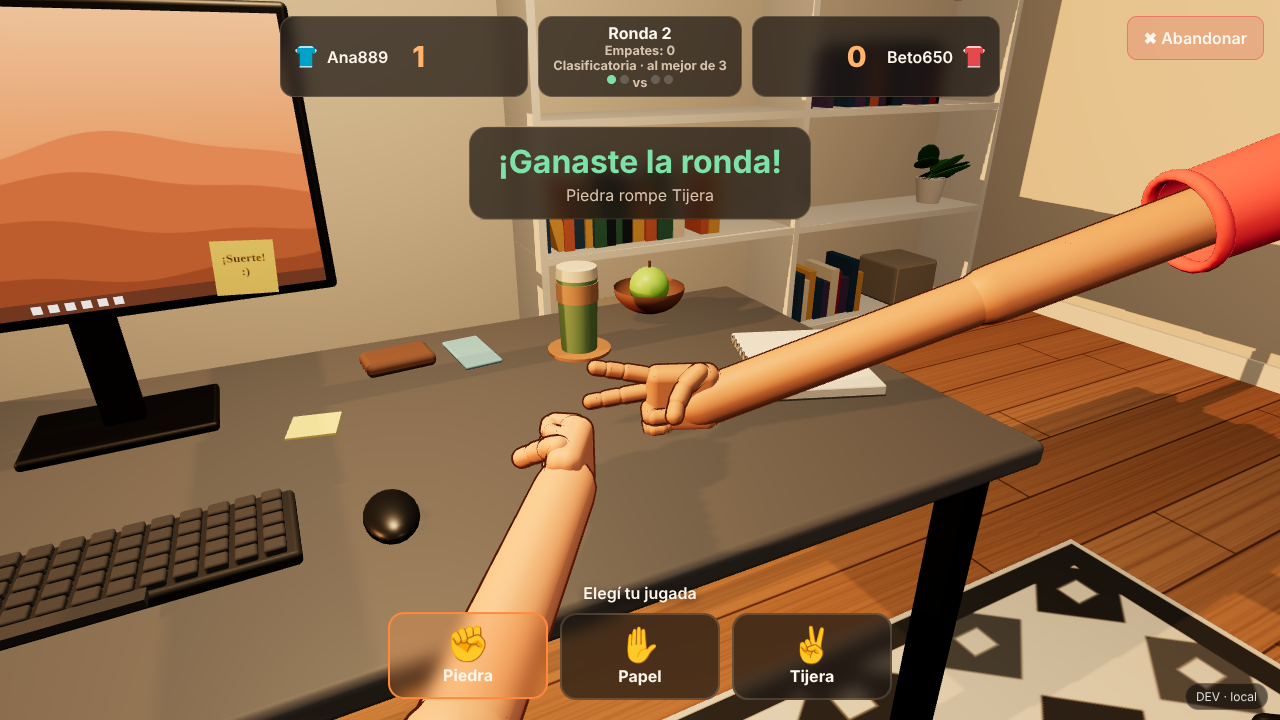 Ana889 1
Ronda 2
Empates: 0
Clasificatoria · al mejor de 3
vs
0 Beto650
✖ Abandonar
¡Ganaste la ronda!
Piedra rompe Tijera
¡Suerte!
:)
Elegí tu jugada
Piedra
Papel
Tijera
DEV · local